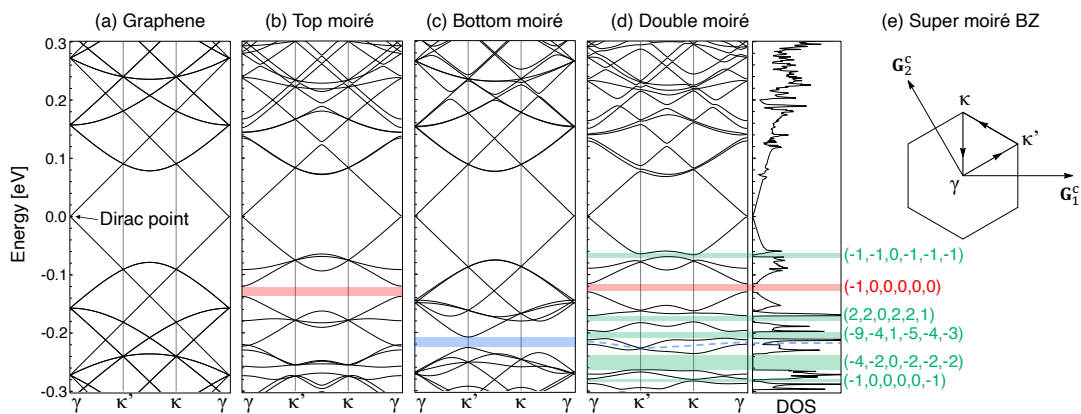 (a) Graphene
(b) Top moiré
(c) Bottom moiré
(d) Double moiré
(e) Super moiré BZ
Energy [eV]
0.3
0.2
0.1
0.0
-0.1
-0.2
-0.3
Dirac point
γ κ' κ γ
γ κ' κ γ
γ κ' κ γ
γ κ' κ γ
DOS
(-1,-1,0,-1,-1,-1)
(-1,0,0,0,0,0)
(2,2,0,2,2,1)
(-9,-4,1,-5,-4,-3)
(-4,-2,0,-2,-2,-2)
(-1,0,0,0,0,-1)
G₂ᶜ
κ
κ'
γ
G₁ᶜ